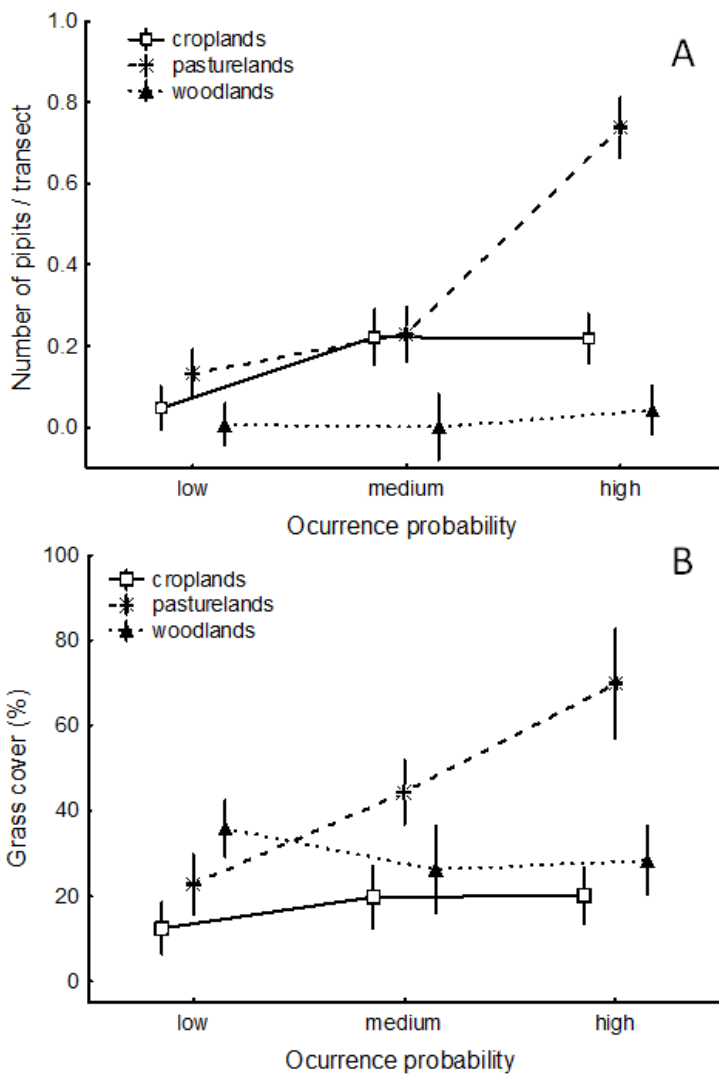 A
croplands
pasturelands
woodlands
1.0
0.8
0.6
0.4
0.2
0.0
Number of pipits / transect
low medium high
Ocurrence probability
B
croplands
pasturelands
woodlands
100
80
60
40
20
0
Grass cover (%)
low medium high
Ocurrence probability